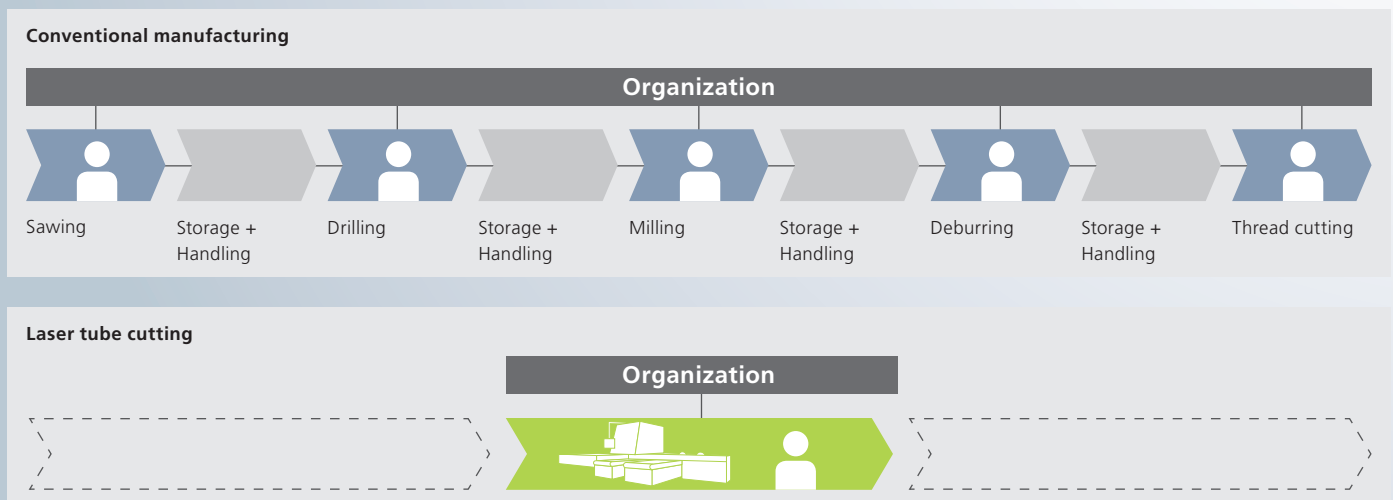 Conventional manufacturing
Organization
Sawing
Storage +
Handling
Drilling
Storage +
Handling
Milling
Storage +
Handling
Deburring
Storage +
Handling
Thread cutting
Laser tube cutting
Organization